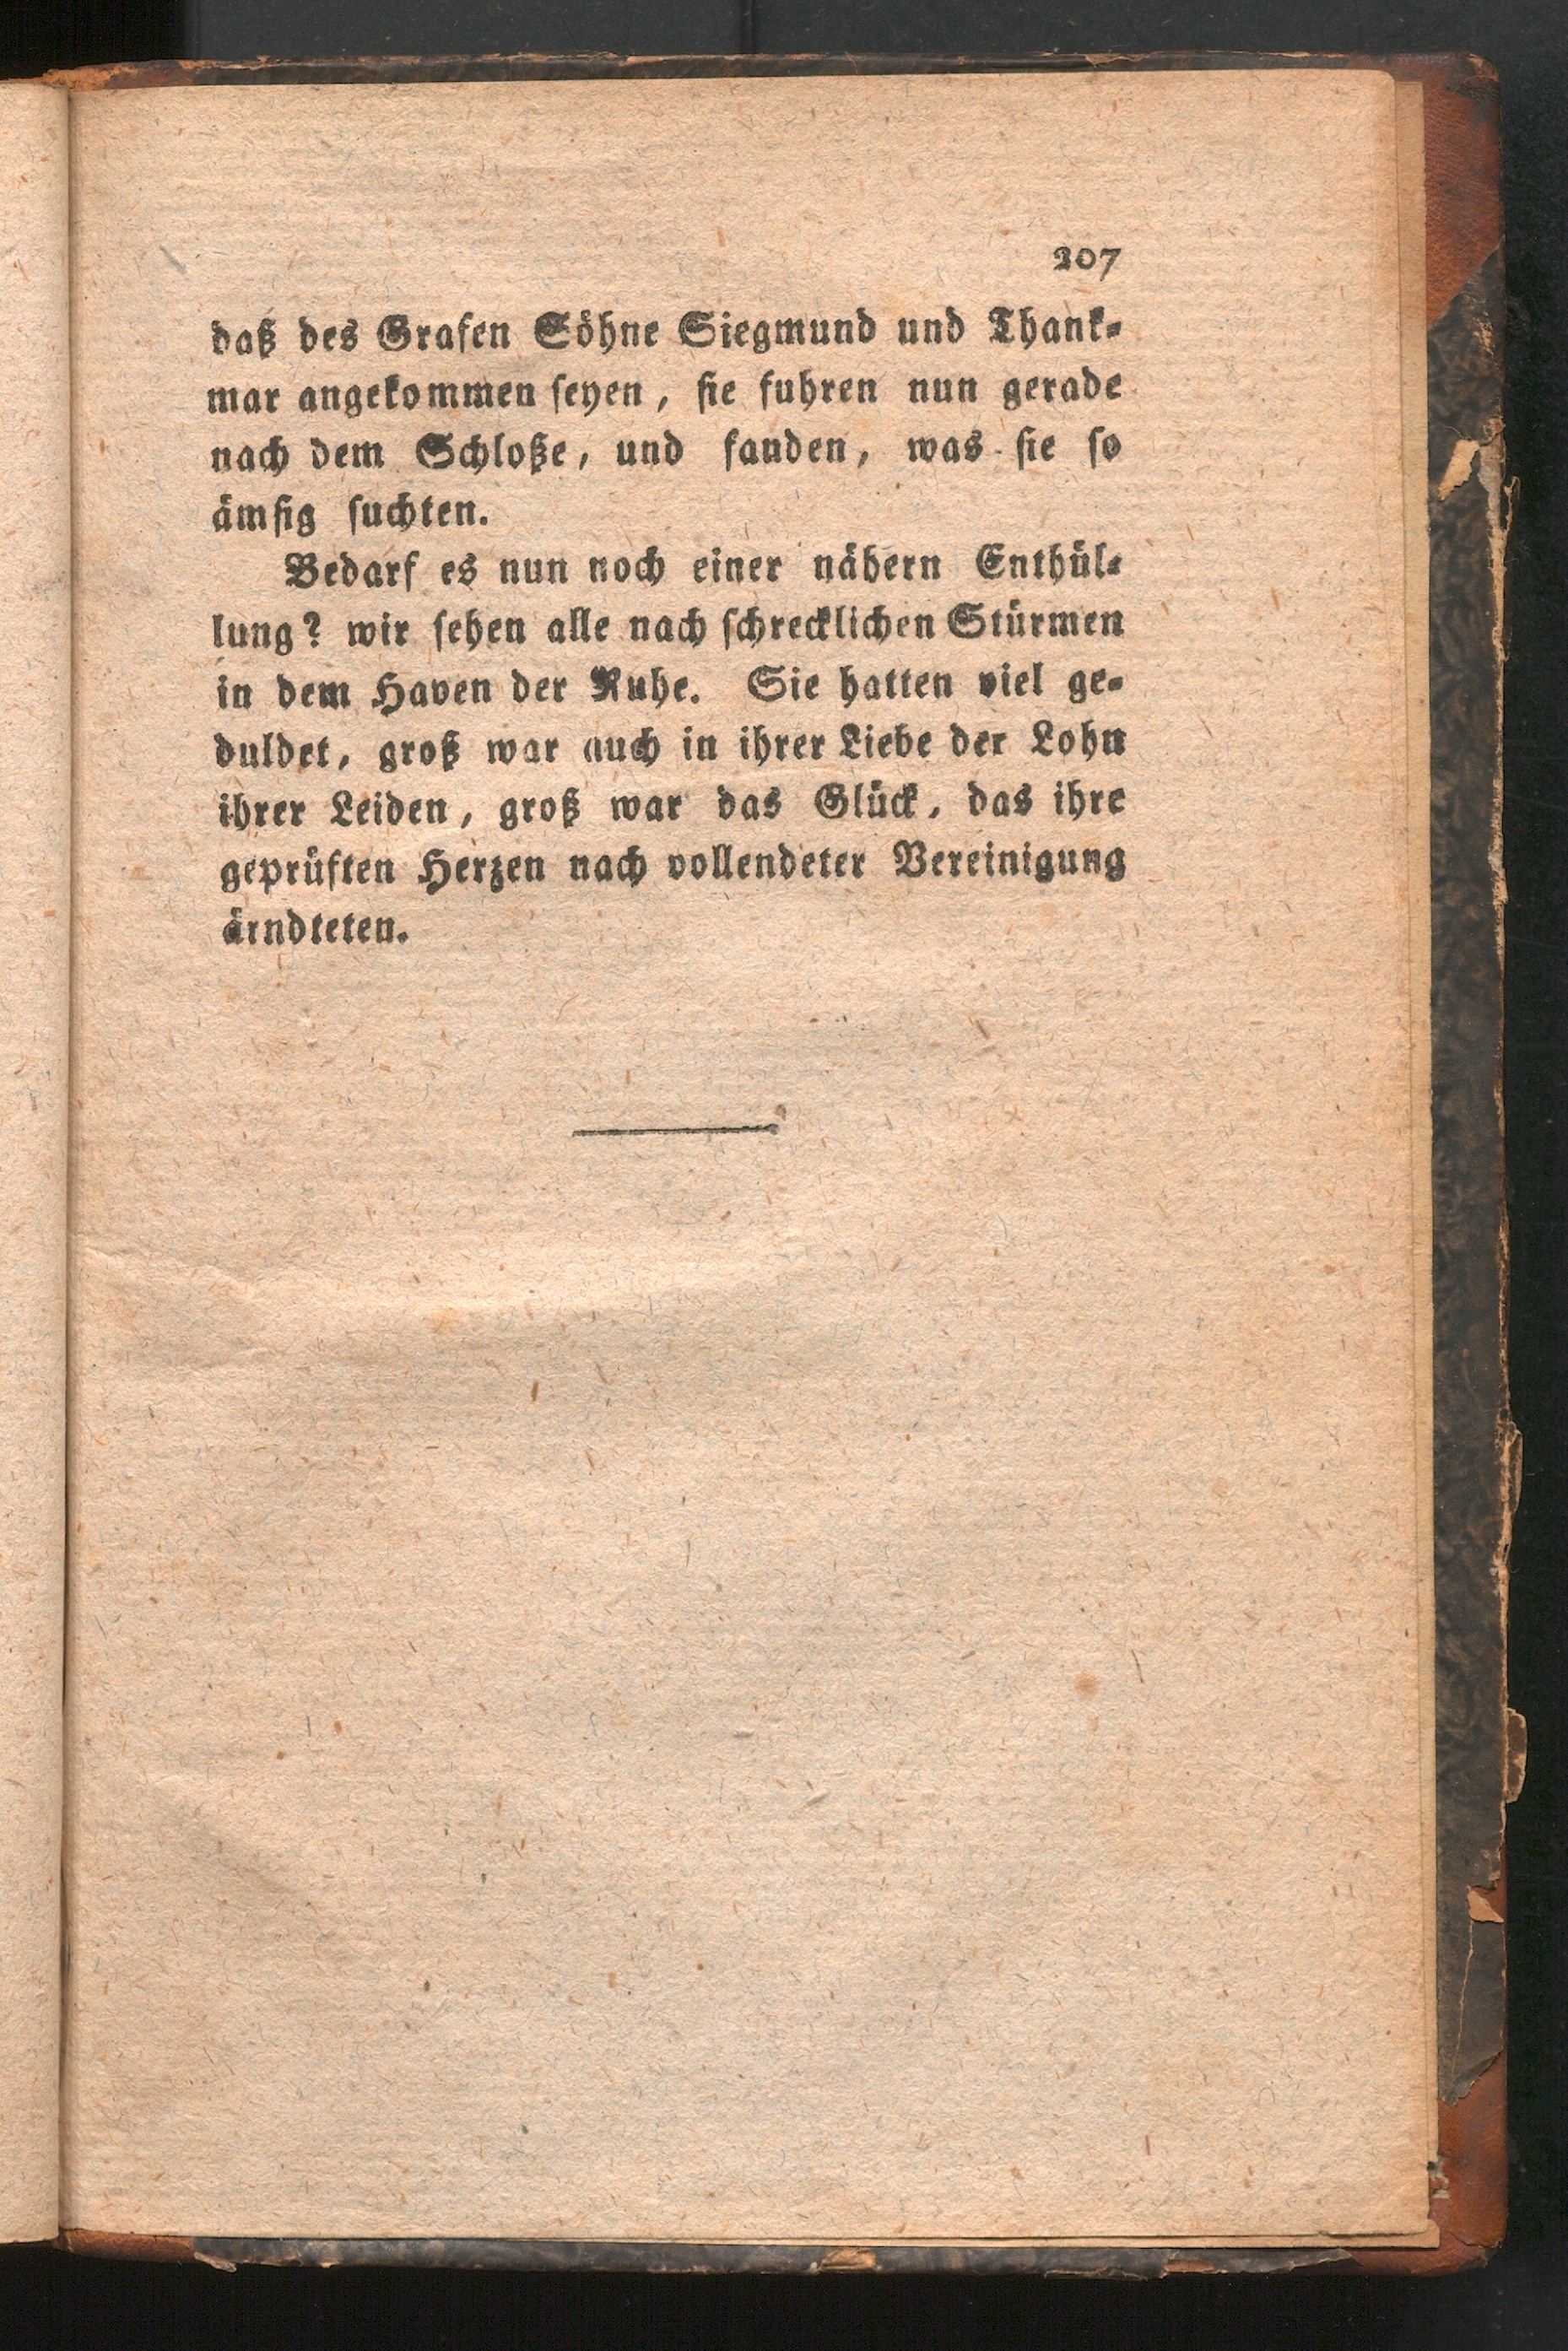 207
daß des Grafen Söhne Siegmund und Thank⸗
mar angekommen ſeyen, ſie fuhren nun gerade
nach dem Schloße, und fanden, was ſie ſo
ämſig ſuchten.
Bedarf es nun noch einer nähern Enthül⸗
lung? wir ſehen alle nach ſchrecklichen Stürmen
in dem Haven der Ruhe. Sie hatten viel ge⸗
duldet, groß war auch in ihrer Liebe der Lohn
ihrer Leiden, groß war das Glück, das ihre
geprüften Herzen nach vollendeter Vereinigung
ärndteten.